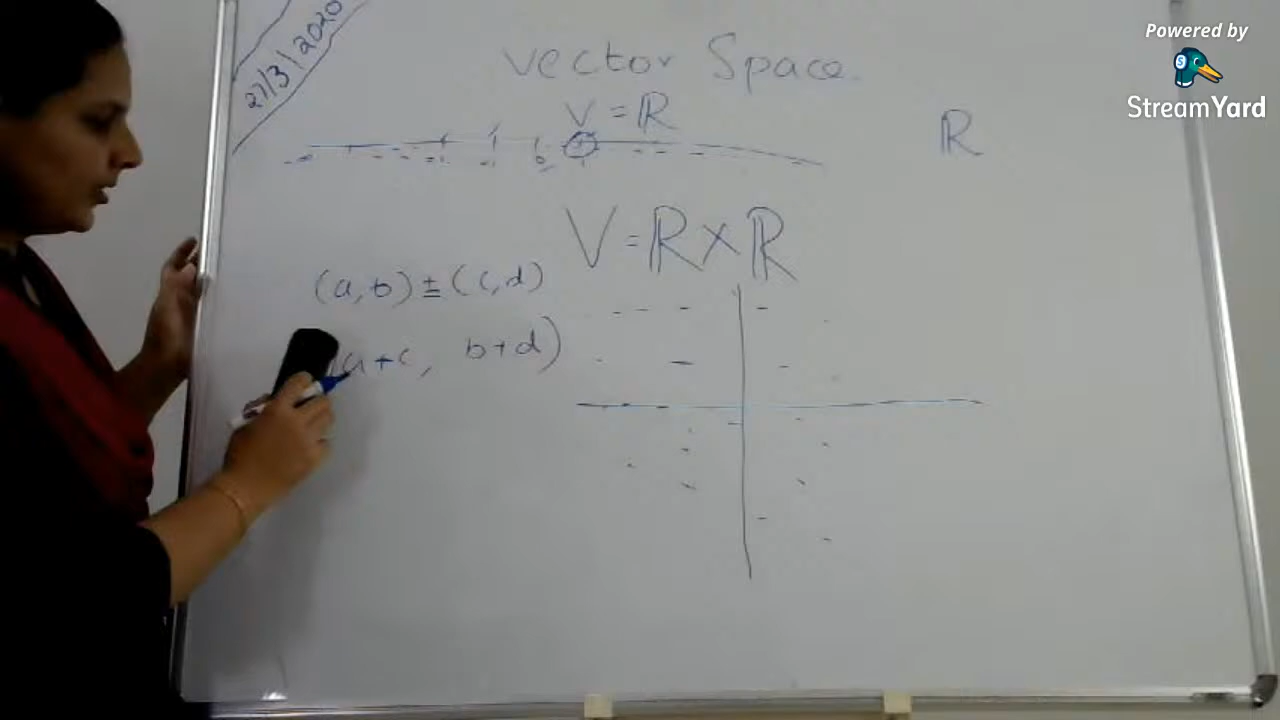 Powered by
StreamYard
27/3/2020
Vector Space
V = ℝ
ℝ
V = ℝ × ℝ
(a, b) ± (c, d)
(a + c, b + d)